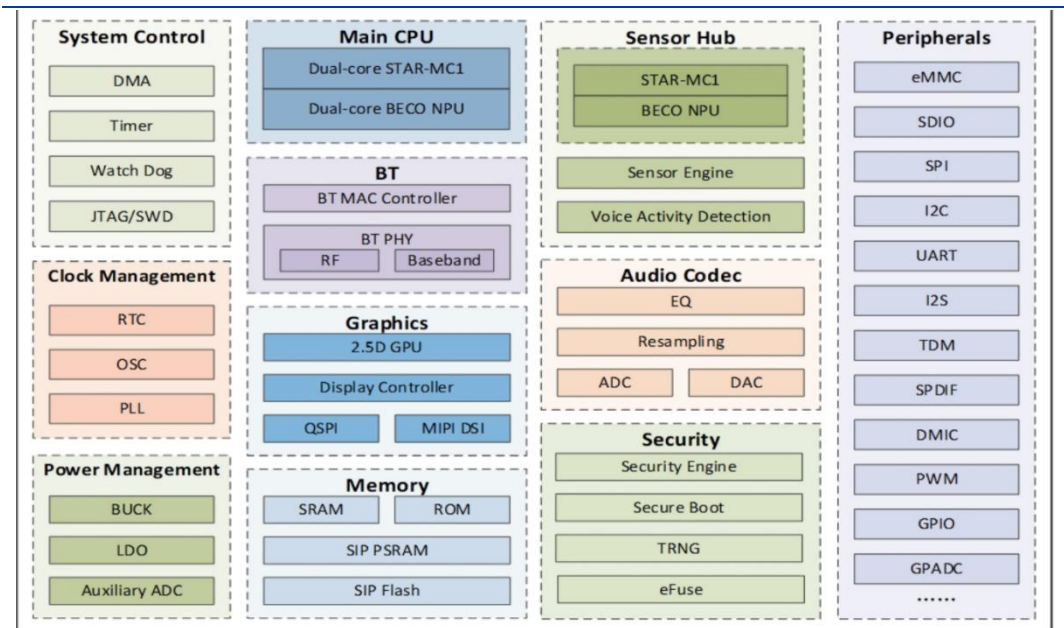 System Control
DMA
Timer
Watch Dog
JTAG/SWD
Clock Management
RTC
OSC
PLL
Power Management
BUCK
LDO
Auxiliary ADC
Main CPU
Dual-core STAR-MC1
Dual-core BECO NPU
BT
BT MAC Controller
BT PHY
RF
Baseband
Graphics
2.5D GPU
Display Controller
QSPI
MIPI DSI
Memory
SRAM
ROM
SIP PSRAM
SIP Flash
Sensor Hub
STAR-MC1
BECO NPU
Sensor Engine
Voice Activity Detection
Audio Codec
EQ
Resampling
ADC
DAC
Security
Security Engine
Secure Boot
TRNG
eFuse
Peripherals
eMMC
SDIO
SPI
I2C
UART
I2S
TDM
SPDIF
DMIC
PWM
GPIO
GPADC
......